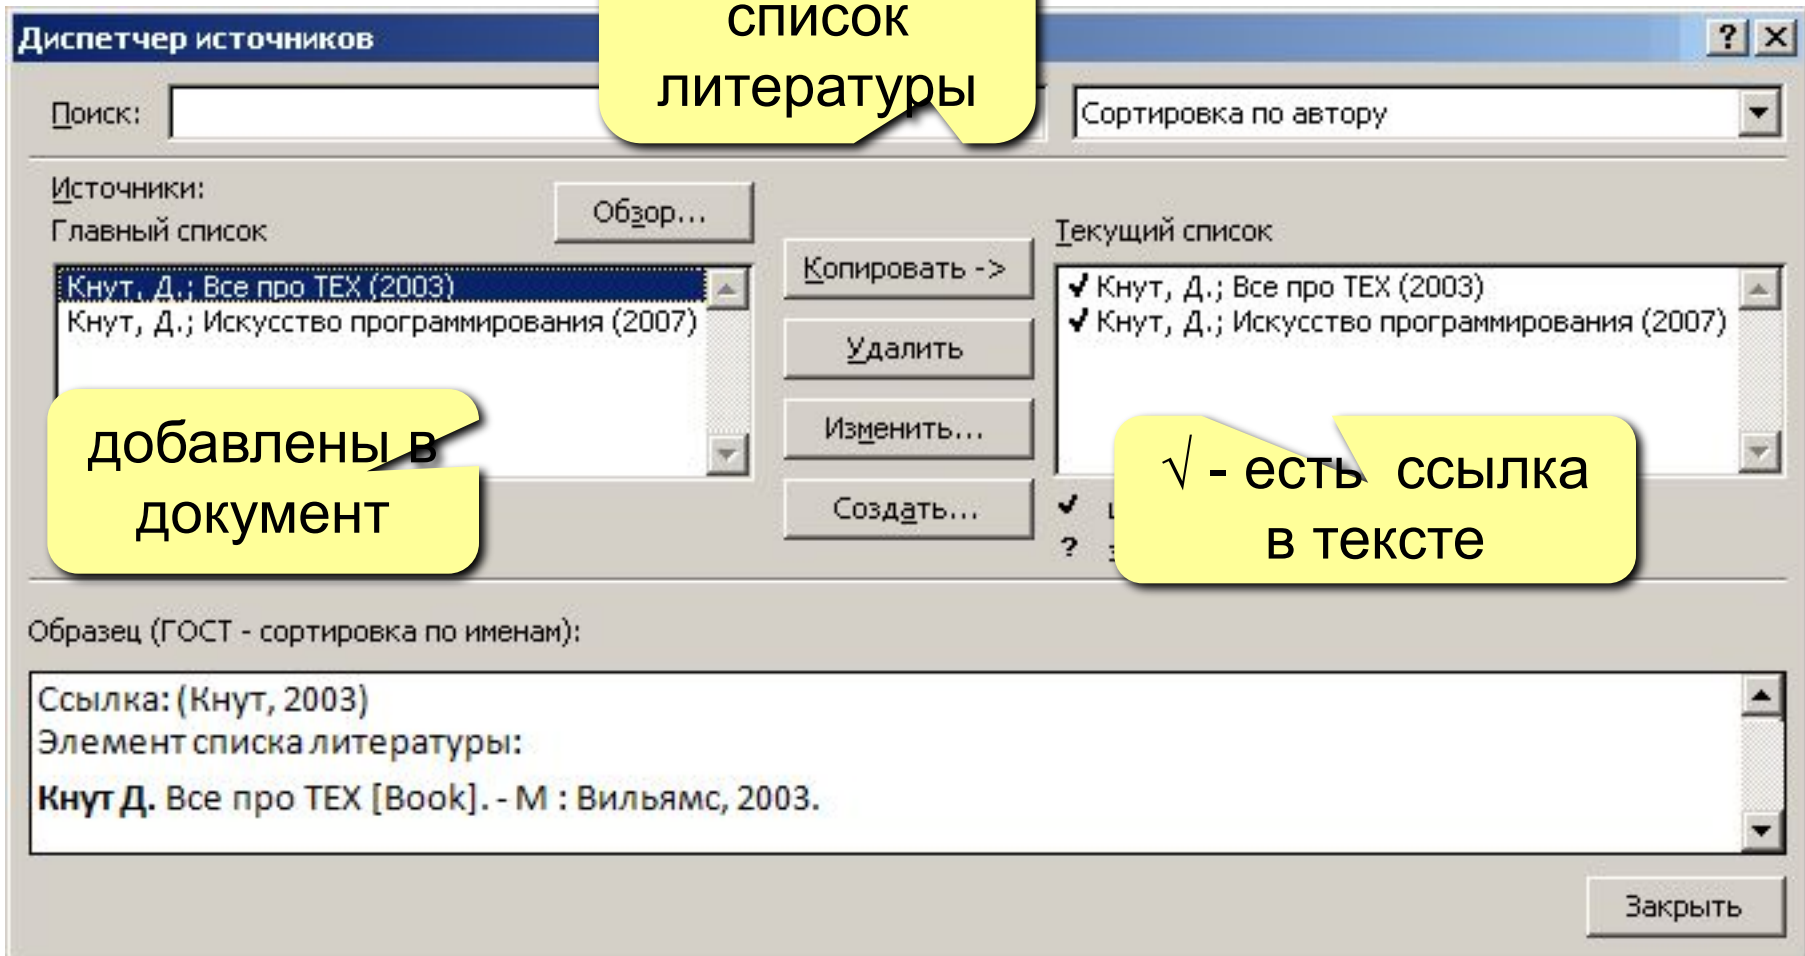 список
литературы
Диспетчер источников
Поиск:
Сортировка по автору
Источники:
Главный список
Обзор...
Кнут, Д.; Все про TEX (2003)
Кнут, Д.; Искусство программирования (2007)
Копировать ->
Удалить
Изменить...
Создать...
Текущий список
✓ Кнут, Д.; Все про TEX (2003)
✓ Кнут, Д.; Искусство программирования (2007)
добавлены в
документ
√ - есть ссылка
в тексте
✓
?
Образец (ГОСТ - сортировка по именам):
Ссылка: (Кнут, 2003)
Элемент списка литературы:
Кнут Д. Все про TEX [Book]. - М : Вильямс, 2003.
Закрыть